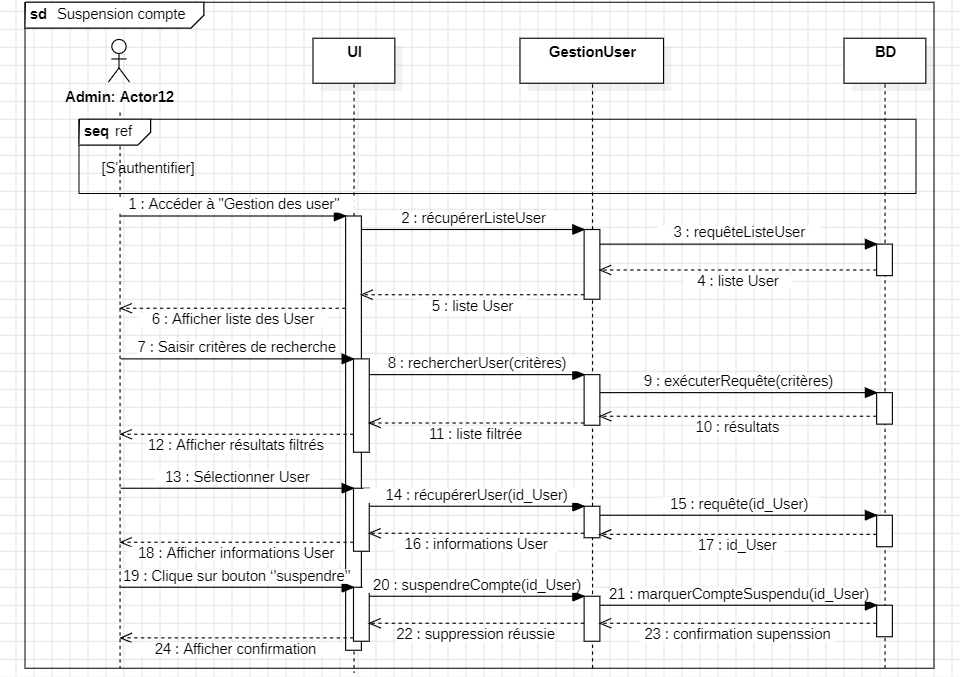 sd Suspension compte
UI
GestionUser
BD
Admin: Actor12
seq ref
[S'authentifier]
1 : Accéder à "Gestion des user"
2 : récupérerListeUser
3 : requêteListeUser
4 : liste User
5 : liste User
6 : Afficher liste des User
7 : Saisir critères de recherche
8 : rechercherUser(critères)
9 : exécuterRequête(critères)
10 : résultats
11 : liste filtrée
12 : Afficher résultats filtrés
13 : Sélectionner User
14 : récupérerUser(id_User)
15 : requête(id_User)
16 : informations User
17 : id_User
18 : Afficher informations User
19 : Clique sur bouton ‘'suspendre’'
20 : suspendreCompte(id_User)
21 : marquerCompteSuspendu(id_User)
22 : suppression réussie
23 : confirmation supenssion
24 : Afficher confirmation